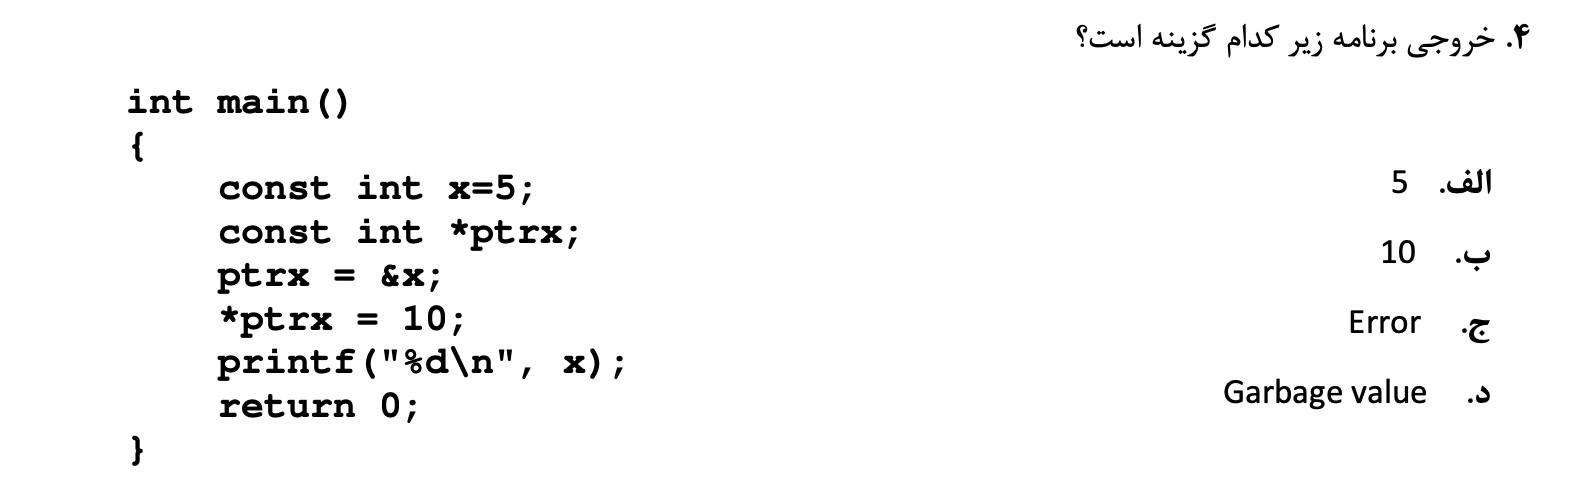 ۴. خروجی برنامه زیر کدام گزینه است؟
int main()
{
    const int x=5;
    const int *ptrx;
    ptrx = &x;
    *ptrx = 10;
    printf("%d\n", x);
    return 0;
}
الف. 5
ب. 10
ج. Error
د. Garbage value